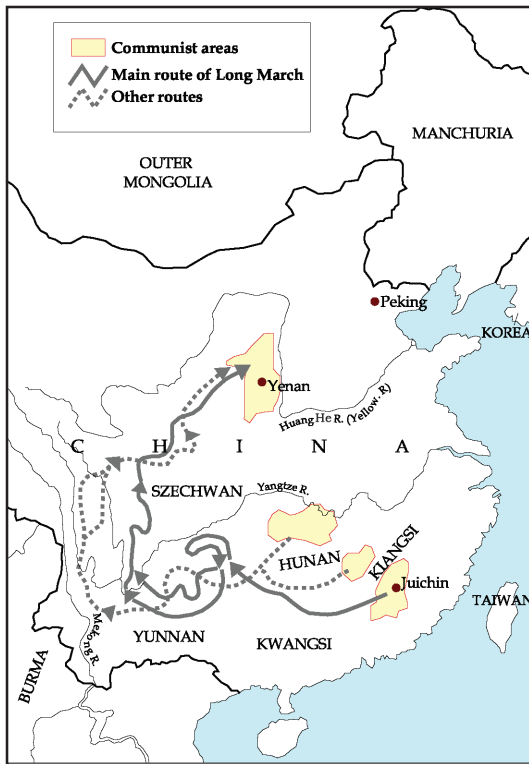 Communist areas
Main route of Long March
Other routes
OUTER
MONGOLIA
MANCHURIA
Peking
KOREA
Yenan
Huang He R. (Yellow .R)
C H I N A
SZECHWAN
Yangtze R.
HUNAN
KIANGSI
Juichin
TAIWAN
Mekong R.
YUNNAN
KWANGSI
BURMA